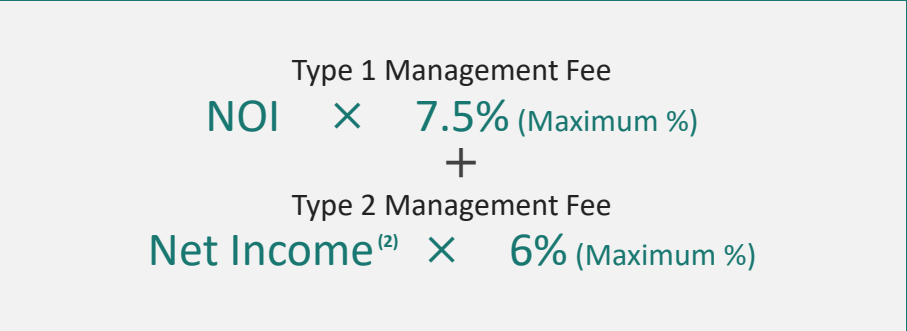 Type 1 Management Fee
NOI × 7.5% (Maximum %)
+
Type 2 Management Fee
Net Income(2) × 6% (Maximum %)